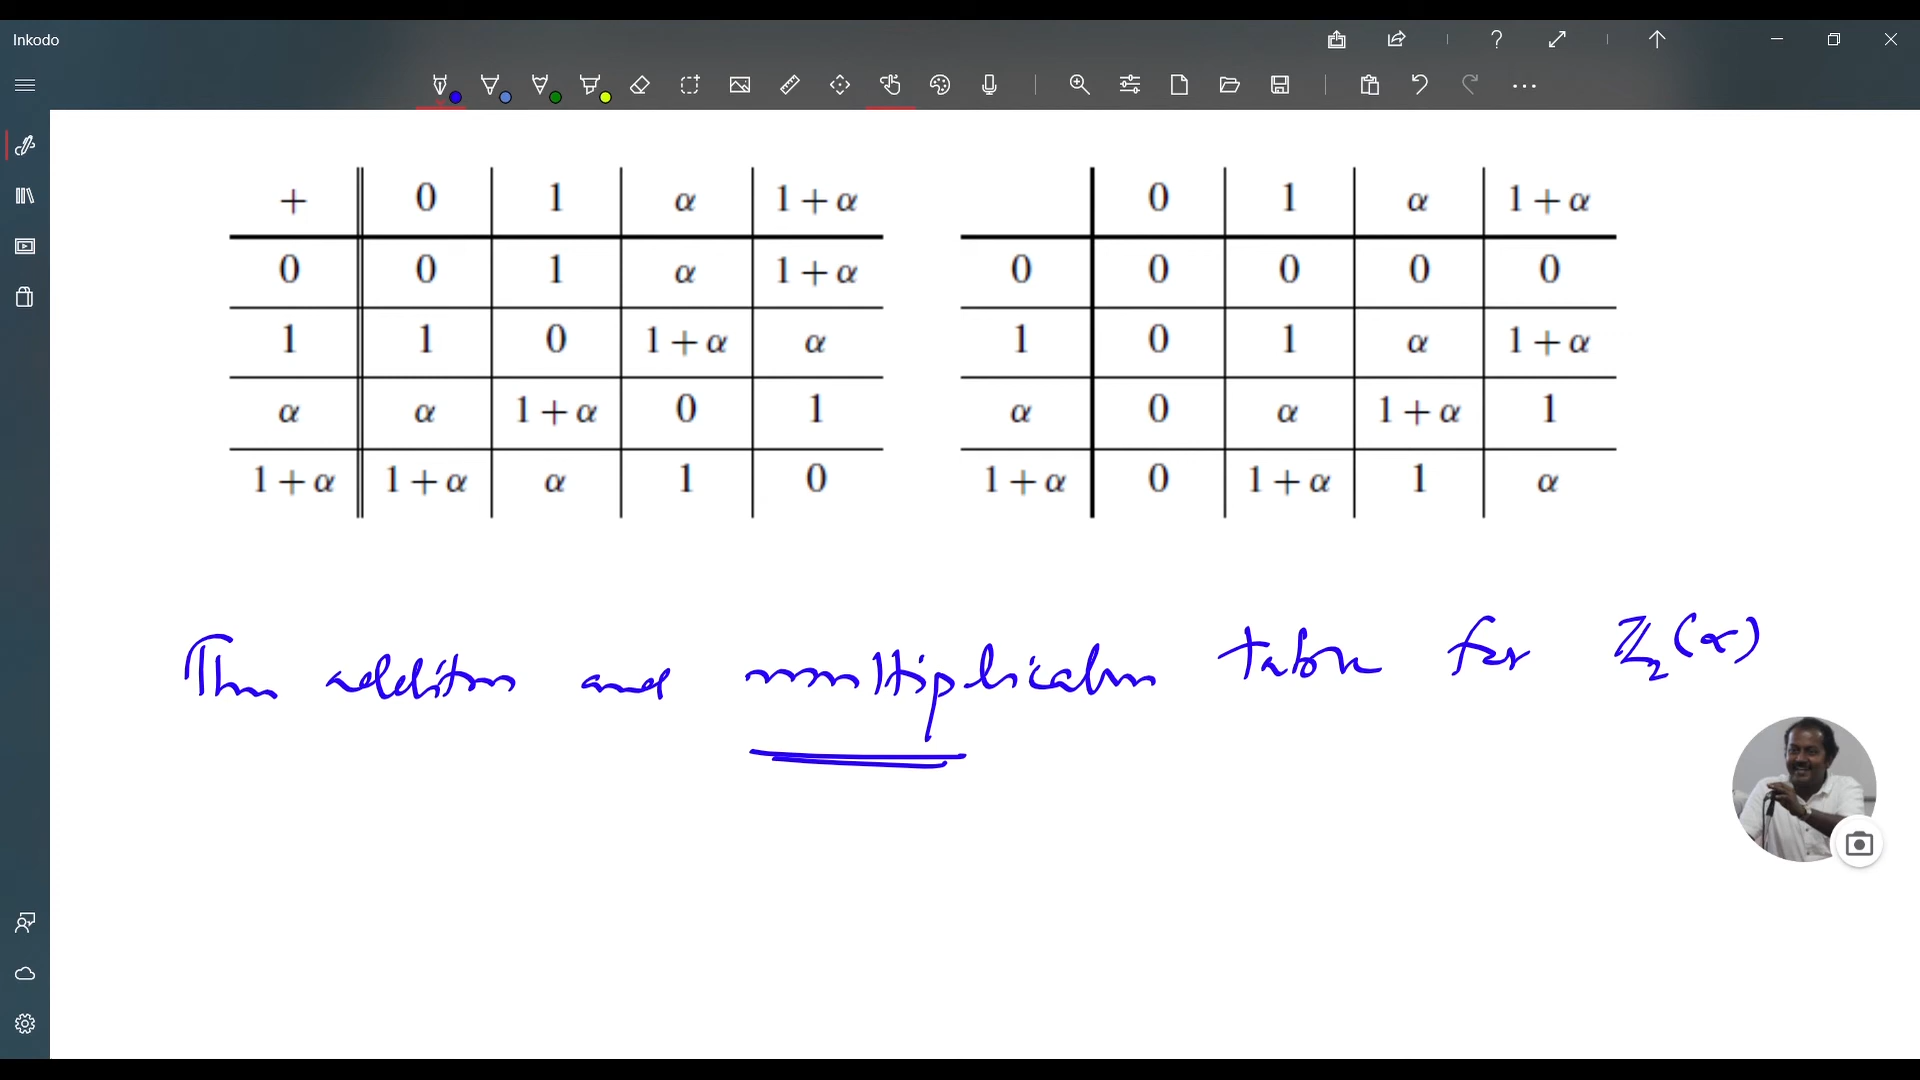 Inkodo
+ 0 1 α 1+α
0 0 1 α 1+α
1 1 0 1+α α
α α 1+α 0 1
1+α 1+α α 1 0
0 1 α 1+α
0 0 0 0 0
1 0 1 α 1+α
α 0 α 1+α 1
1+α 0 1+α 1 α
The addition and multiplication table for ℤ₂(α)